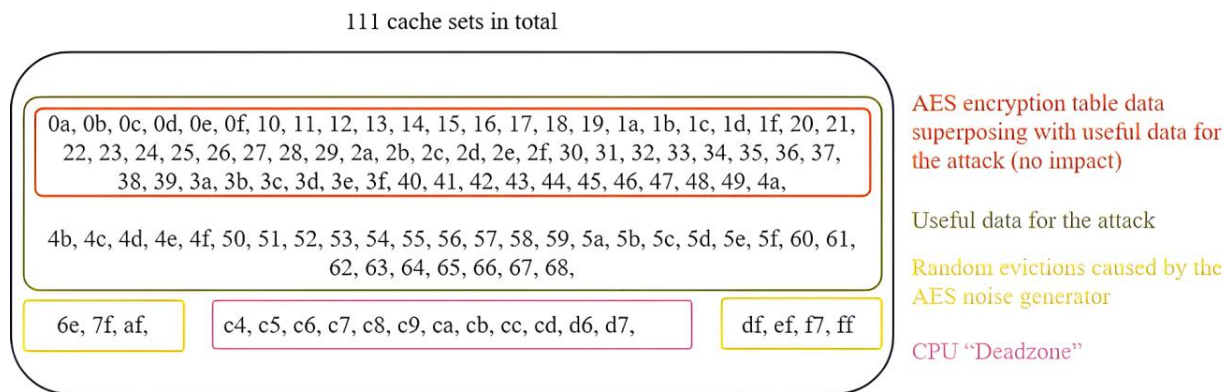 111 cache sets in total
0a, 0b, 0c, 0d, 0e, 0f, 10, 11, 12, 13, 14, 15, 16, 17, 18, 19, 1a, 1b, 1c, 1d, 1f, 20, 21,
22, 23, 24, 25, 26, 27, 28, 29, 2a, 2b, 2c, 2d, 2e, 2f, 30, 31, 32, 33, 34, 35, 36, 37,
38, 39, 3a, 3b, 3c, 3d, 3e, 3f, 40, 41, 42, 43, 44, 45, 46, 47, 48, 49, 4a,
4b, 4c, 4d, 4e, 4f, 50, 51, 52, 53, 54, 55, 56, 57, 58, 59, 5a, 5b, 5c, 5d, 5e, 5f, 60, 61,
62, 63, 64, 65, 66, 67, 68,
6e, 7f, af,
c4, c5, c6, c7, c8, c9, ca, cb, cc, cd, d6, d7,
df, ef, f7, ff
AES encryption table data
superposing with useful data for
the attack (no impact)
Useful data for the attack
Random evictions caused by the
AES noise generator
CPU “Deadzone”